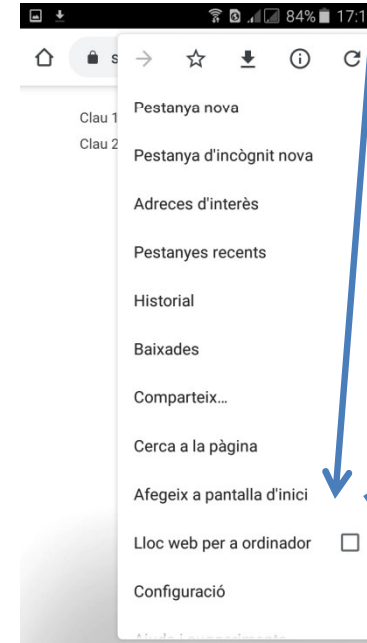 84% 17:1
s
Clau 1
Clau 2
Pestanya nova
Pestanya d'incògnit nova
Adreces d'interès
Pestanyes recents
Historial
Baixades
Comparteix...
Cerca a la pàgina
Afegeix a pantalla d'inici
Lloc web per a ordinador
Configuració